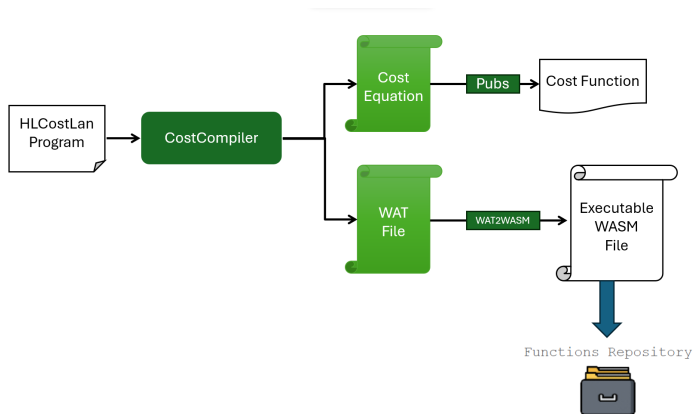 HLCostLan
Program
CostCompiler
Cost
Equation
Pubs
Cost Function
WAT
File
WAT2WASM
Executable
WASM
File
Functions Repository